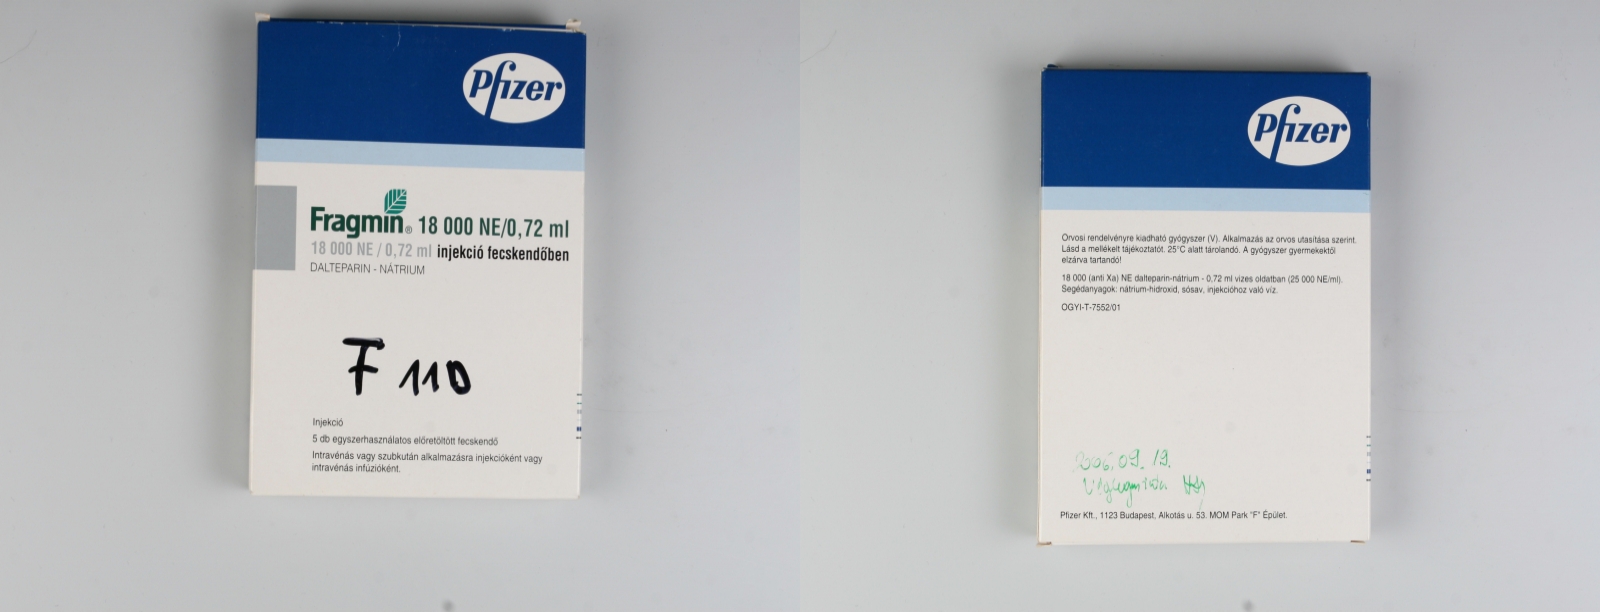 Pfizer
Fragmin® 18 000 NE/0,72 ml
18 000 NE / 0,72 ml injekció fecskendőben
DALTEPARIN - NÁTRIUM
F 110
Injekció
5 db egyszerhasználatos előretöltött fecskendő
Intravénás vagy szubkután alkalmazásra injekcióként vagy
intravénás infúzióként.
Pfizer
Orvosi rendelvényre kiadható gyógyszer (V). Alkalmazás az orvos utasítása szerint.
Lásd a mellékelt tájékoztatót. 25°C alatt tárolandó. A gyógyszer gyermekektől
elzárva tartandó!
18 000 (anti Xa) NE dalteparin-nátrium - 0,72 ml vizes oldatban (25 000 NE/ml).
Segédanyagok: nátrium-hidroxid, sósav, injekcióhoz való víz.
OGYI-T-7552/01
2006.09.19.
Pfizer Kft., 1123 Budapest, Alkotás u. 53. MOM Park "F" Épület.